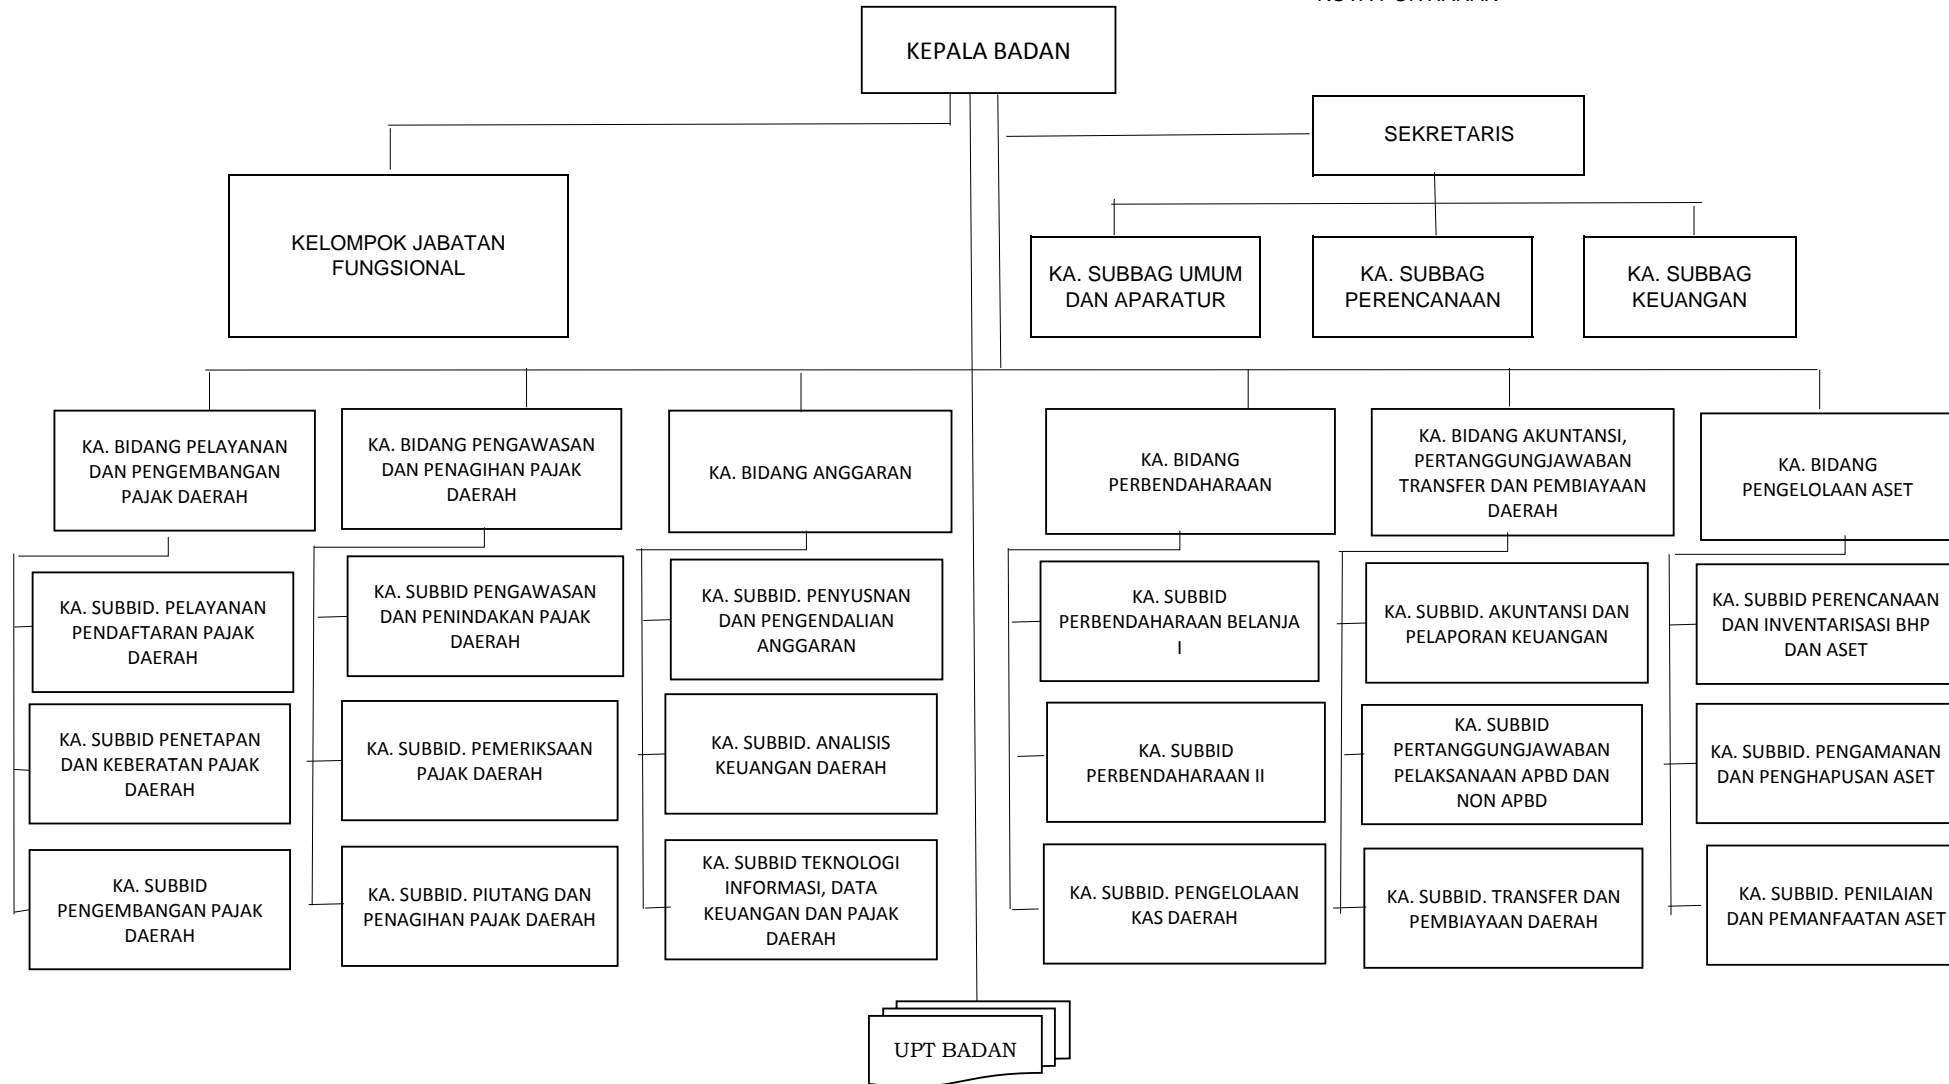 KEPALA BADAN
SEKRETARIS
KELOMPOK JABATAN
FUNGSIONAL
KA. SUBBAG UMUM
DAN APARATUR
KA. SUBBAG
PERENCANAAN
KA. SUBBAG
KEUANGAN
KA. BIDANG PELAYANAN
DAN PENGEMBANGAN
PAJAK DAERAH
KA. BIDANG PENGAWASAN
DAN PENAGIHAN PAJAK
DAERAH
KA. BIDANG ANGGARAN
KA. BIDANG
PERBENDAHARAAN
KA. BIDANG AKUNTANSI,
PERTANGGUNGJAWABAN
TRANSFER DAN PEMBIAYAAN
DAERAH
KA. BIDANG
PENGELOLAAN ASET
KA. SUBBID. PELAYANAN
PENDAFTARAN PAJAK
DAERAH
KA. SUBBID PENGAWASAN
DAN PENINDAKAN PAJAK
DAERAH
KA. SUBBID. PENYUSNAN
DAN PENGENDALIAN
ANGGARAN
KA. SUBBID
PERBENDAHARAAN BELANJA
I
KA. SUBBID. AKUNTANSI DAN
PELAPORAN KEUANGAN
KA. SUBBID PERENCANAAN
DAN INVENTARISASI BHP
DAN ASET
KA. SUBBID PENETAPAN
DAN KEBERATAN PAJAK
DAERAH
KA. SUBBID. PEMERIKSAAN
PAJAK DAERAH
KA. SUBBID. ANALISIS
KEUANGAN DAERAH
KA. SUBBID
PERBENDAHARAAN II
KA. SUBBID
PERTANGGUNGJAWABAN
PELAKSANAAN APBD DAN
NON APBD
KA. SUBBID. PENGAMANAN
DAN PENGHAPUSAN ASET
KA. SUBBID
PENGEMBANGAN PAJAK
DAERAH
KA. SUBBID. PIUTANG DAN
PENAGIHAN PAJAK DAERAH
KA. SUBBID TEKNOLOGI
INFORMASI, DATA
KEUANGAN DAN PAJAK
DAERAH
KA. SUBBID. PENGELOLAAN
KAS DAERAH
KA. SUBBID. TRANSFER DAN
PEMBIAYAAN DAERAH
KA. SUBBID. PENILAIAN
DAN PEMANFAATAN ASET
UPT BADAN